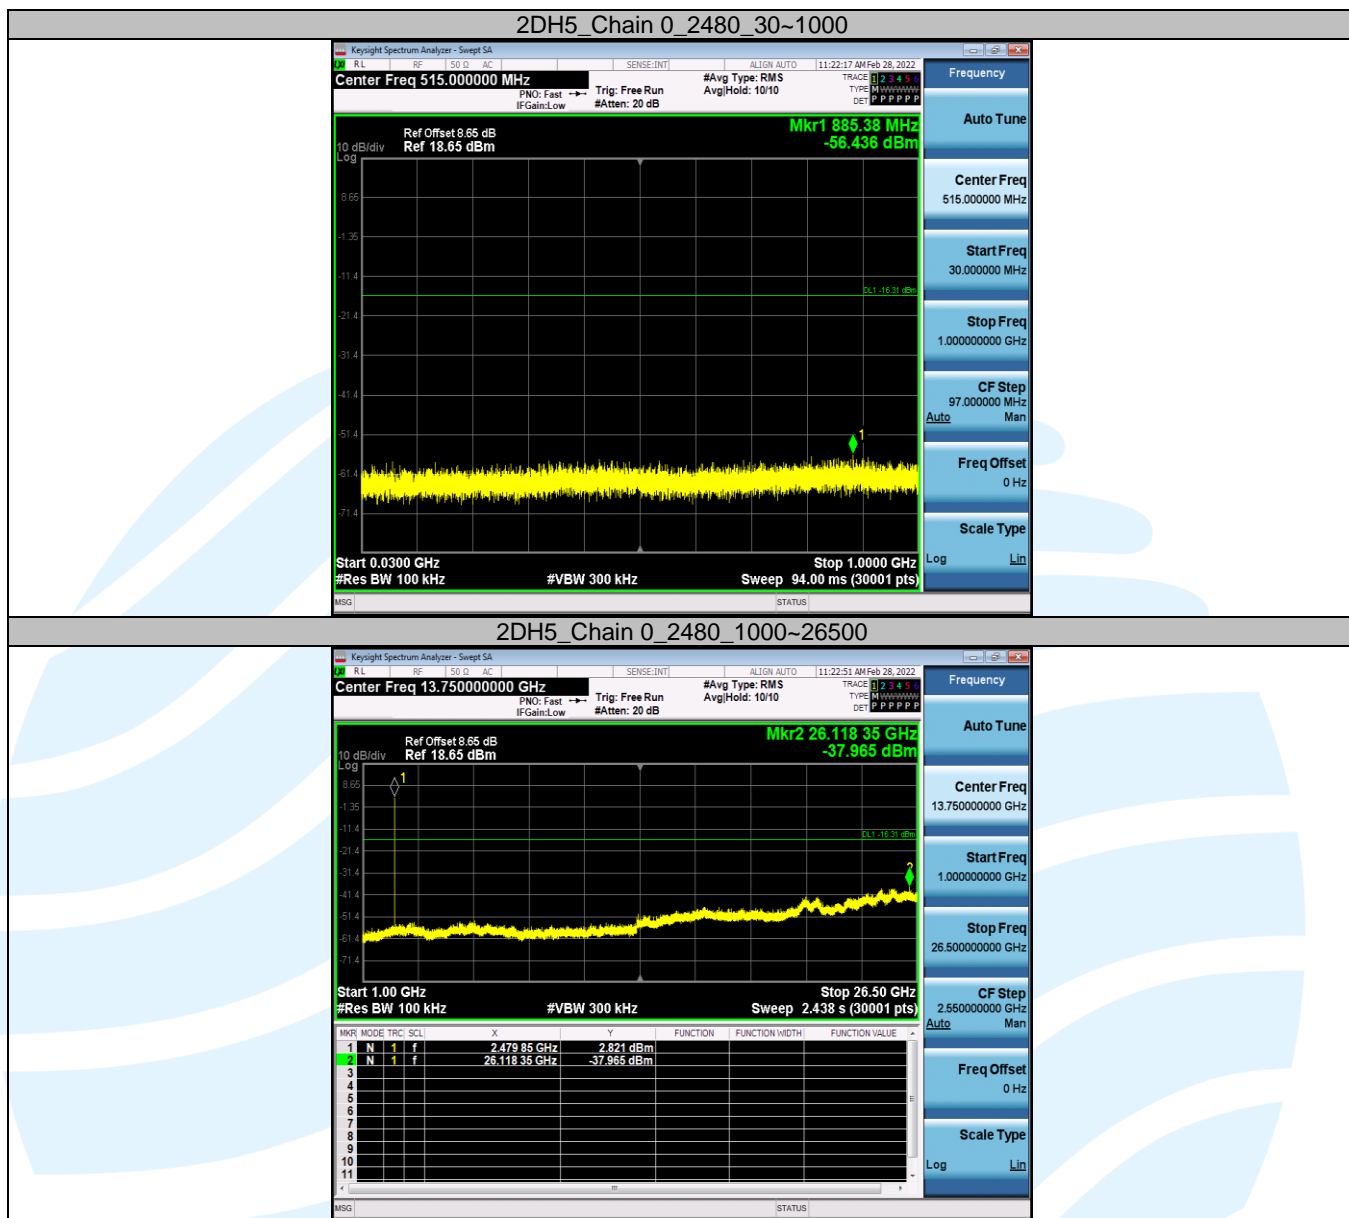 2DH5_Chain 0_2480_30~1000
Keysight Spectrum Analyzer - Swept SA
RL RF 50 Ω AC SENSE:INT ALIGN AUTO 11:22:17 AM Feb 28, 2022
Center Freq 515.000000 MHz
PNO: Fast
IFGain:Low
Trig: Free Run
#Atten: 20 dB
#Avg Type: RMS
Avg|Hold: 10/10
TRACE 1 2 3 4 5 6
TYPE M W W W W W
DET P P P P P P
Frequency
Auto Tune
Mkr1 885.38 MHz
-56.436 dBm
Ref Offset 8.65 dB
10 dB/div Ref 18.65 dBm
Log
8.65
-1.35
-11.4
DL1 -16.31 dBm
-21.4
-31.4
-41.4
-51.4
1
-61.4
-71.4
Start 0.0300 GHz Stop 1.0000 GHz
#Res BW 100 kHz #VBW 300 kHz Sweep 94.00 ms (30001 pts)
Center Freq
515.000000 MHz
Start Freq
30.000000 MHz
Stop Freq
1.000000000 GHz
CF Step
97.000000 MHz
Auto Man
Freq Offset
0 Hz
Scale Type
Log Lin
MSG STATUS
2DH5_Chain 0_2480_1000~26500
Keysight Spectrum Analyzer - Swept SA
RL RF 50 Ω AC SENSE:INT ALIGN AUTO 11:22:51 AM Feb 28, 2022
Center Freq 13.750000000 GHz
PNO: Fast
IFGain:Low
Trig: Free Run
#Atten: 20 dB
#Avg Type: RMS
Avg|Hold: 10/10
TRACE 1 2 3 4 5 6
TYPE M W W W W W
DET P P P P P P
Frequency
Auto Tune
Mkr2 26.118 35 GHz
-37.965 dBm
Ref Offset 8.65 dB
10 dB/div Ref 18.65 dBm
Log
1
8.65
-1.35
-11.4
DL1 -16.31 dBm
-21.4
-31.4
2
-41.4
-51.4
-61.4
-71.4
Start 1.00 GHz Stop 26.50 GHz
#Res BW 100 kHz #VBW 300 kHz Sweep 2.438 s (30001 pts)
MKR MODE TRC SCL X Y FUNCTION FUNCTION WIDTH FUNCTION VALUE
1 N 1 f 2.479 85 GHz 2.821 dBm
2 N 1 f 26.118 35 GHz -37.965 dBm
3
4
5
6
7
8
9
10
11
Center Freq
13.750000000 GHz
Start Freq
1.000000000 GHz
Stop Freq
26.500000000 GHz
CF Step
2.550000000 GHz
Auto Man
Freq Offset
0 Hz
Scale Type
Log Lin
MSG STATUS